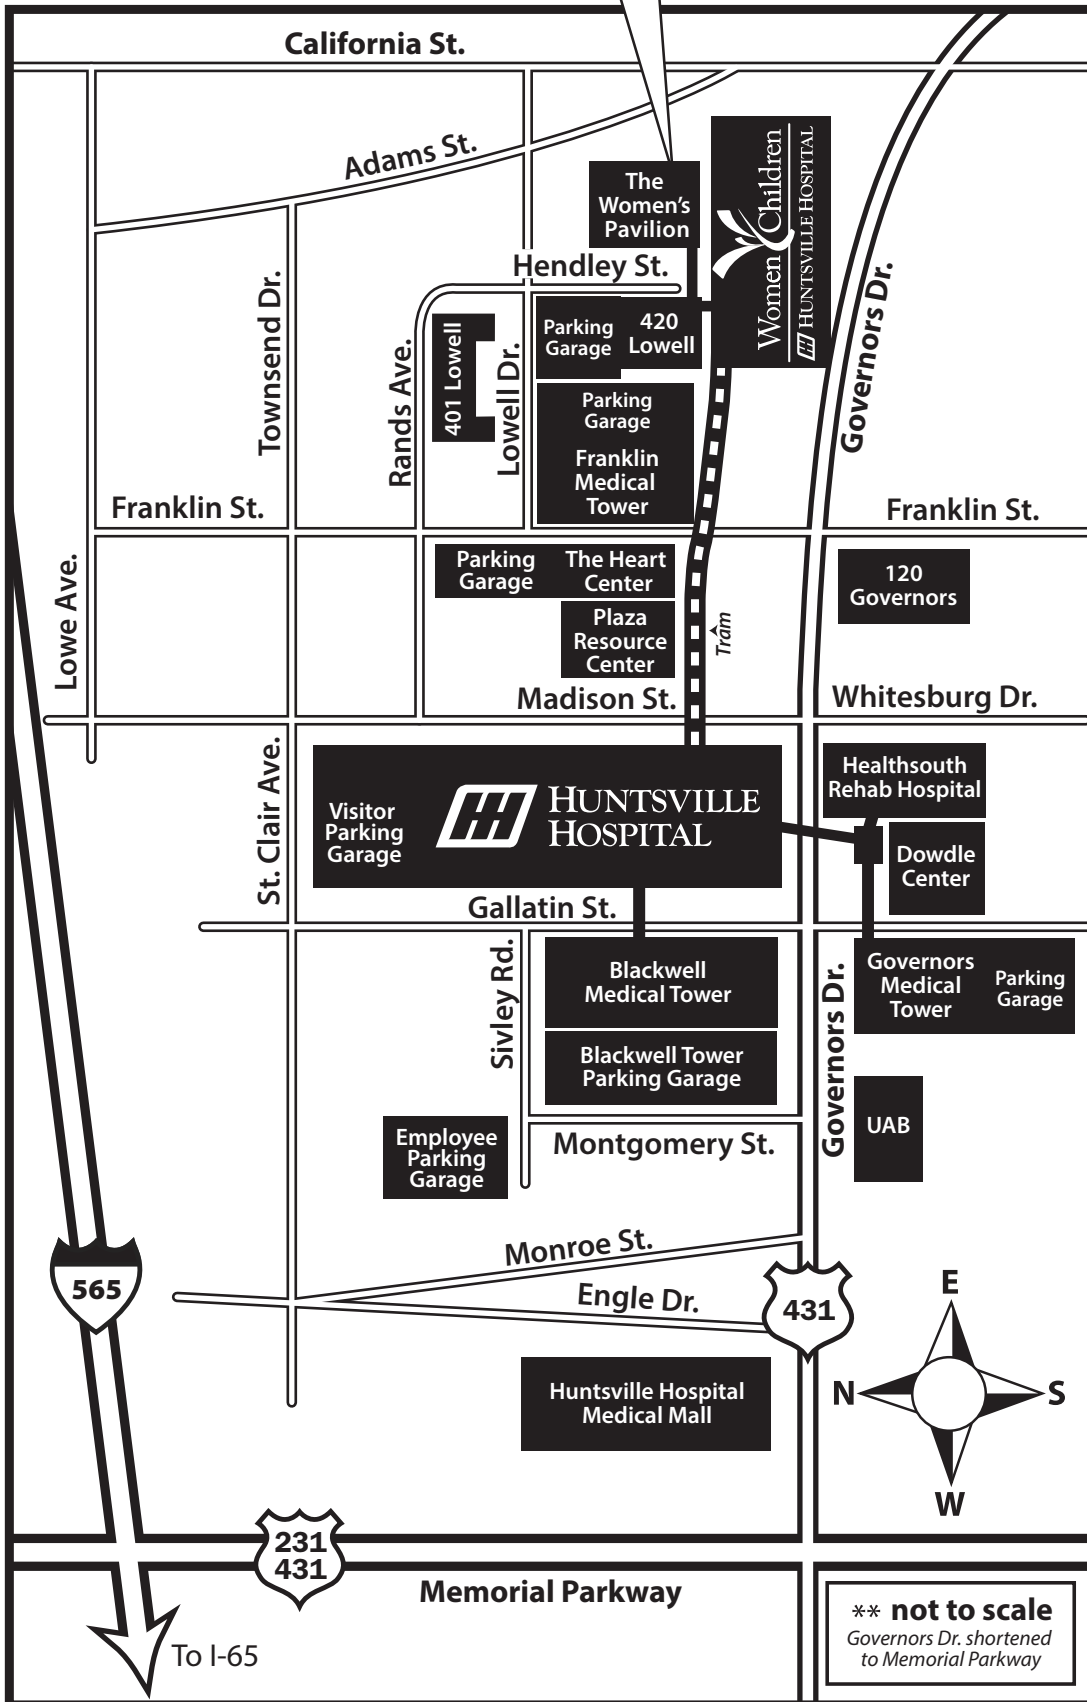 California St.
Adams St.
The
Women's
Pavilion
Women Children
HUNTSVILLE HOSPITAL
Hendley St.
Townsend Dr.
Rands Ave.
401 Lowell
Lowell Dr.
Parking
Garage
420
Lowell
Governors Dr.
Parking
Garage
Franklin
Medical
Tower
Franklin St.
Franklin St.
Lowe Ave.
Parking
Garage
The Heart
Center
120
Governors
Plaza
Resource
Center
Tram
Madison St.
Whitesburg Dr.
St. Clair Ave.
Visitor
Parking
Garage
HUNTSVILLE
HOSPITAL
Healthsouth
Rehab Hospital
Dowdle
Center
Gallatin St.
Sivley Rd.
Blackwell
Medical Tower
Governors Dr.
Governors
Medical
Tower
Parking
Garage
Blackwell Tower
Parking Garage
UAB
Employee
Parking
Garage
Montgomery St.
Monroe St.
Engle Dr.
565
431
E
N
S
W
Huntsville Hospital
Medical Mall
231
431
Memorial Parkway
To I-65
** not to scale
Governors Dr. shortened
to Memorial Parkway